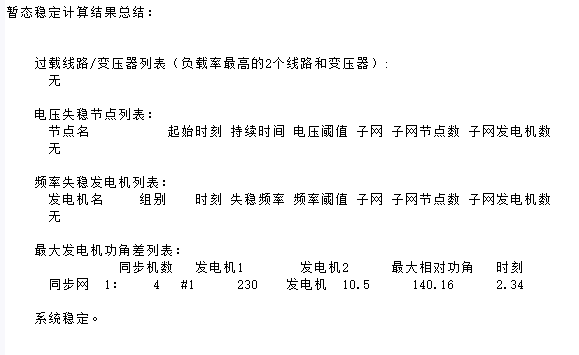 暂态稳定计算结果总结：
过载线路/变压器列表（负载率最高的2个线路和变压器）:
无
电压失稳节点列表：
节点名 起始时刻 持续时间 电压阈值 子网 子网节点数 子网发电机数
无
频率失稳发电机列表：
发电机名 组别 时刻 失稳频率 频率阈值 子网 子网节点数 子网发电机数
无
最大发电机功角差列表：
同步机数 发电机1 发电机2 最大相对功角 时刻
同步网 1: 4 #1 230 发电机 10.5 140.16 2.34
系统稳定。